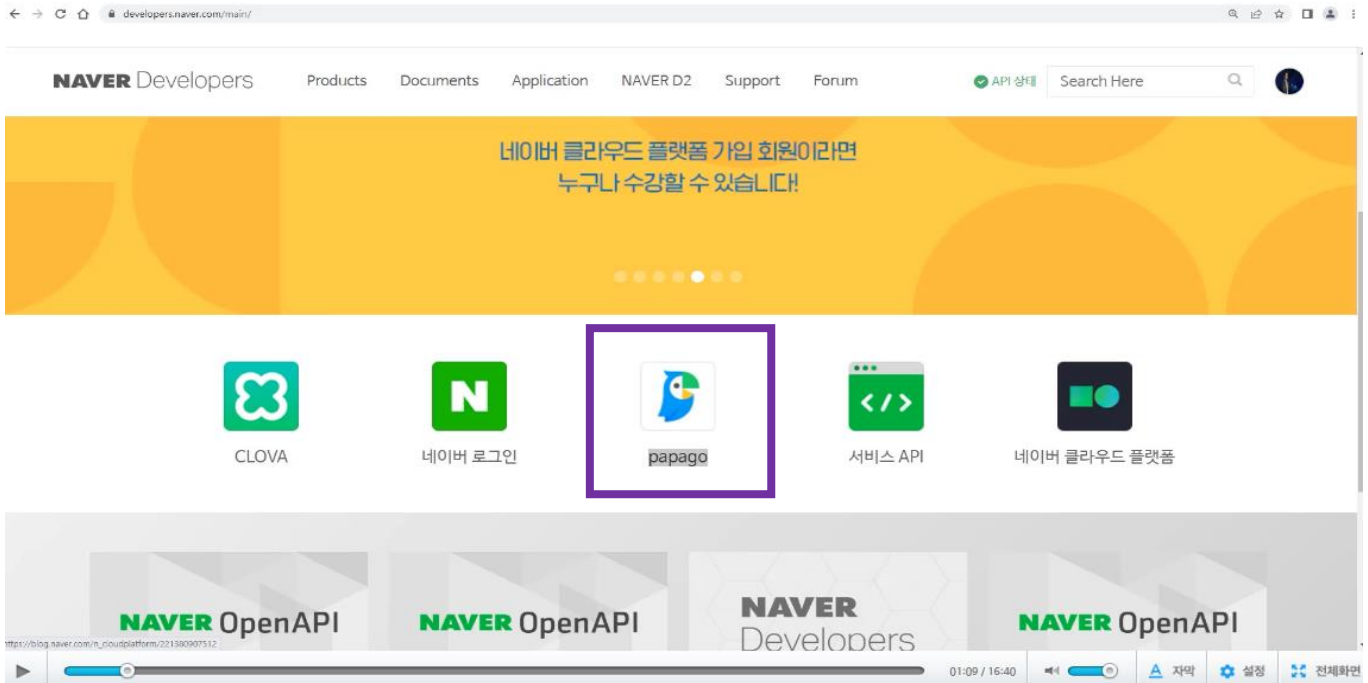 developers.naver.com/main/
NAVER Developers Products Documents Application NAVER D2 Support Forum API 상태 Search Here
네이버 클라우드 플랫폼 가입 회원이라면
누구나 수강할 수 있습니다!
CLOVA 네이버 로그인 papago 서비스 API 네이버 클라우드 플랫폼
NAVER OpenAPI NAVER OpenAPI NAVER Developers NAVER OpenAPI
https://blog.naver.com/n_cloudplatform/221380907512
01:09 / 16:40 자막 설정 전체화면